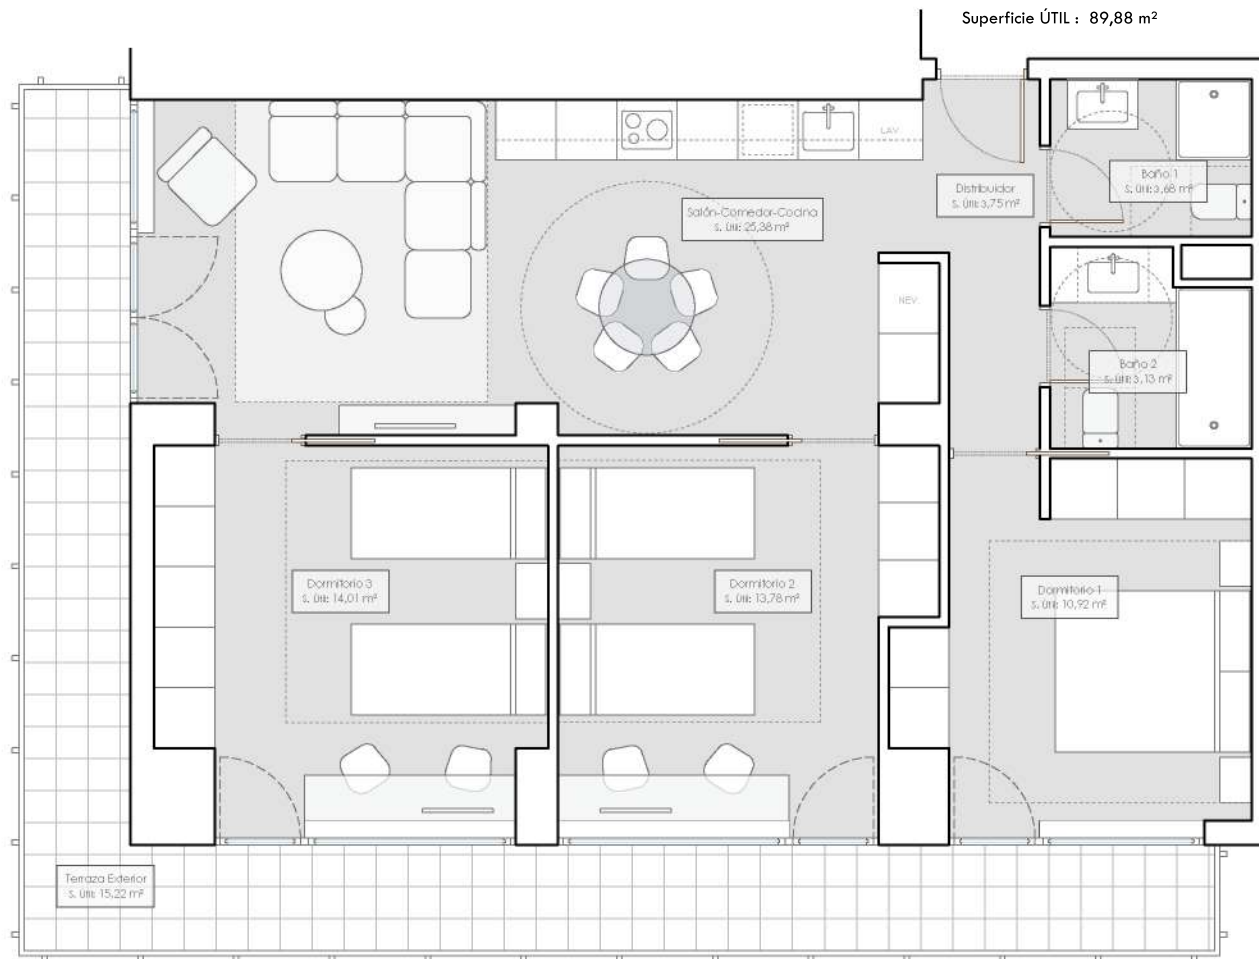 Superficie ÚTIL : 89,88 m²
Baño 1
S. Útil: 3,68 m²
Distribuidor
S. Útil: 3,75 m²
Salón-Comedor-Cocina
S. Útil: 25,38 m²
LAV
NEV
Baño 2
S. Útil: 3,13 m²
Dormitorio 3
S. Útil: 14,01 m²
Dormitorio 2
S. Útil: 13,78 m²
Dormitorio 1
S. Útil: 10,92 m²
Terraza Exterior
S. Útil: 15,22 m²